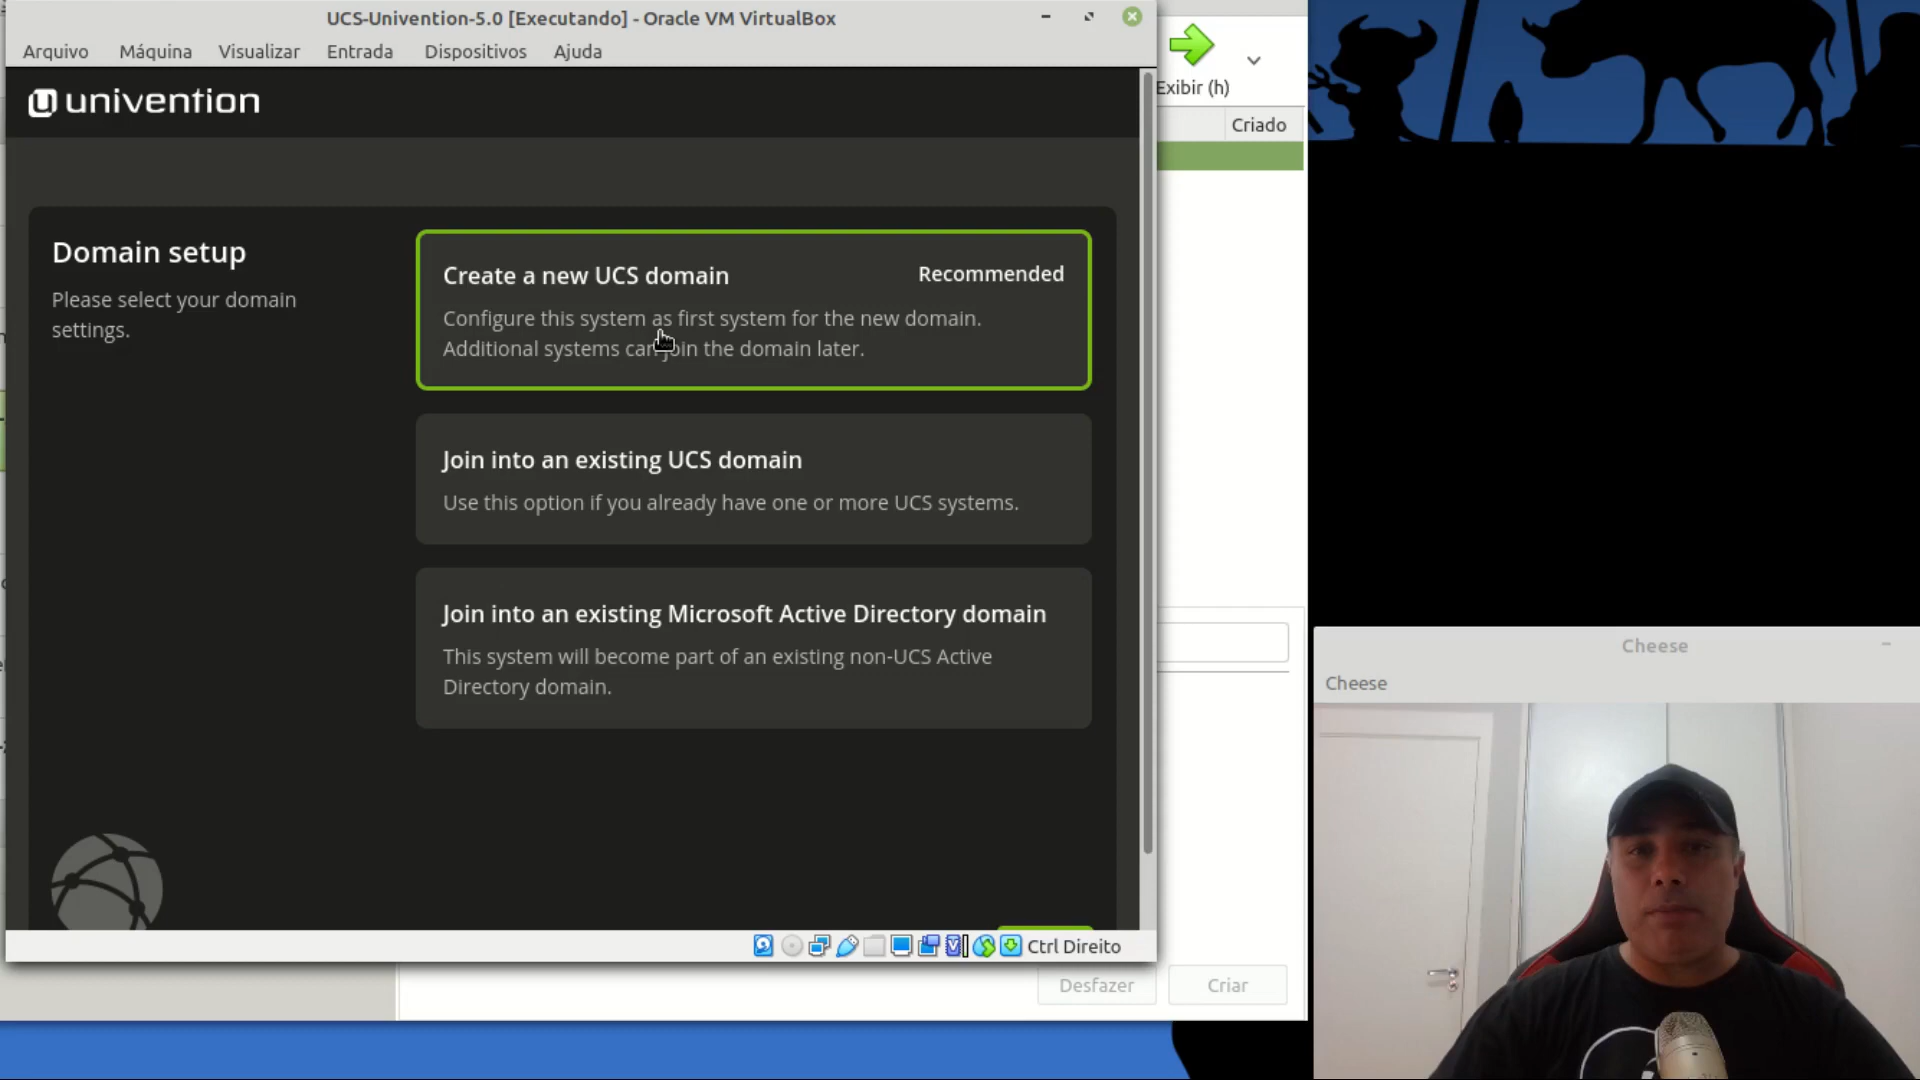 UCS-Univention-5.0 [Executando] - Oracle VM VirtualBox
Arquivo Máquina Visualizar Entrada Dispositivos Ajuda
Exibir (h)
univention
Criado
Domain setup
Please select your domain
settings.
Create a new UCS domain
Recommended
Configure this system as first system for the new domain.
Additional systems can join the domain later.
Join into an existing UCS domain
Use this option if you already have one or more UCS systems.
Join into an existing Microsoft Active Directory domain
This system will become part of an existing non-UCS Active
Directory domain.
Cheese
Cheese
Ctrl Direito
Desfazer
Criar